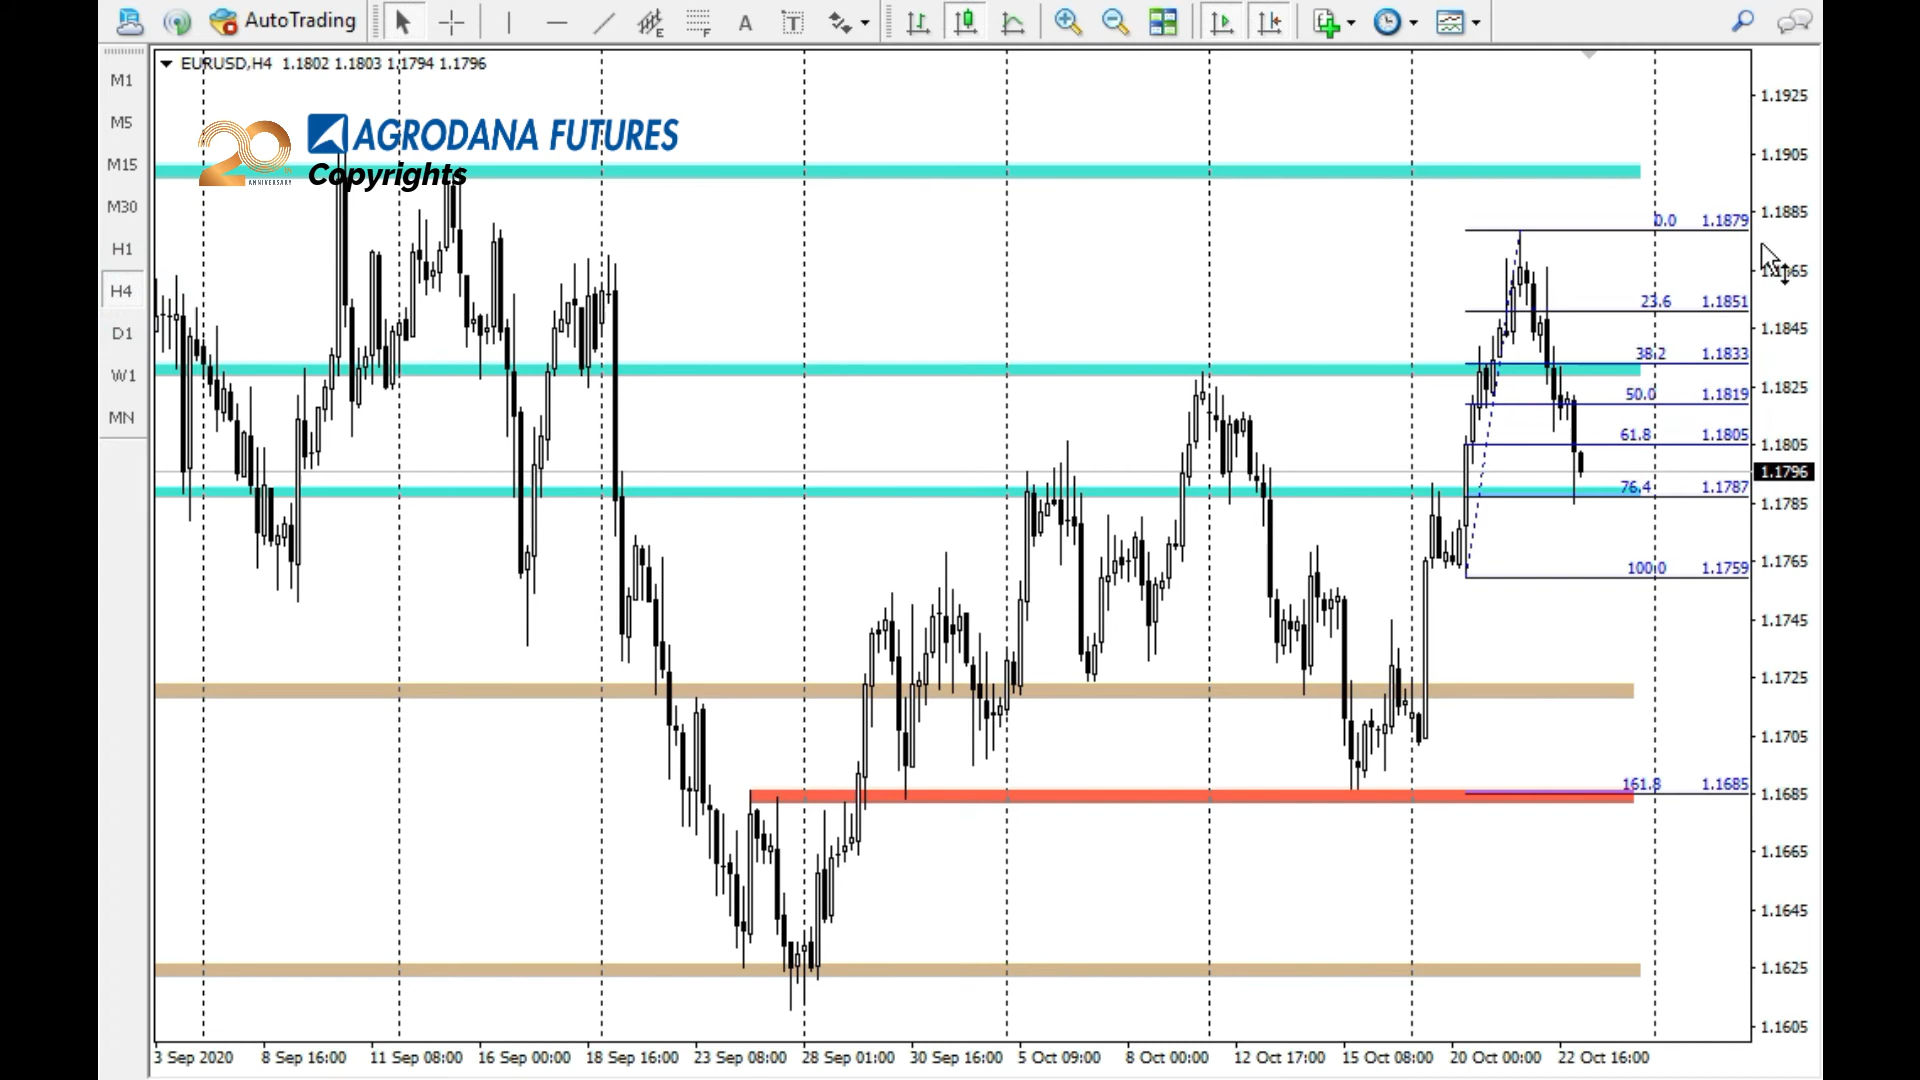 AutoTrading
A
T
E
F
M1
M5
M15
M30
H1
H4
D1
W1
MN
EURUSD,H4 1.1802 1.1803 1.1794 1.1796
20 TH ANNIVERSARY
AGRODANA FUTURES
Copyrights
0.0 1.1879
23.6 1.1851
38.2 1.1833
50.0 1.1819
61.8 1.1805
76.4 1.1787
100.0 1.1759
161.8 1.1685
1.1925
1.1905
1.1885
1.1865
1.1845
1.1825
1.1805
1.1796
1.1785
1.1765
1.1745
1.1725
1.1705
1.1685
1.1665
1.1645
1.1625
1.1605
3 Sep 2020 8 Sep 16:00 11 Sep 08:00 16 Sep 00:00 18 Sep 16:00 23 Sep 08:00 28 Sep 01:00 30 Sep 16:00 5 Oct 09:00 8 Oct 00:00 12 Oct 17:00 15 Oct 08:00 20 Oct 00:00 22 Oct 16:00